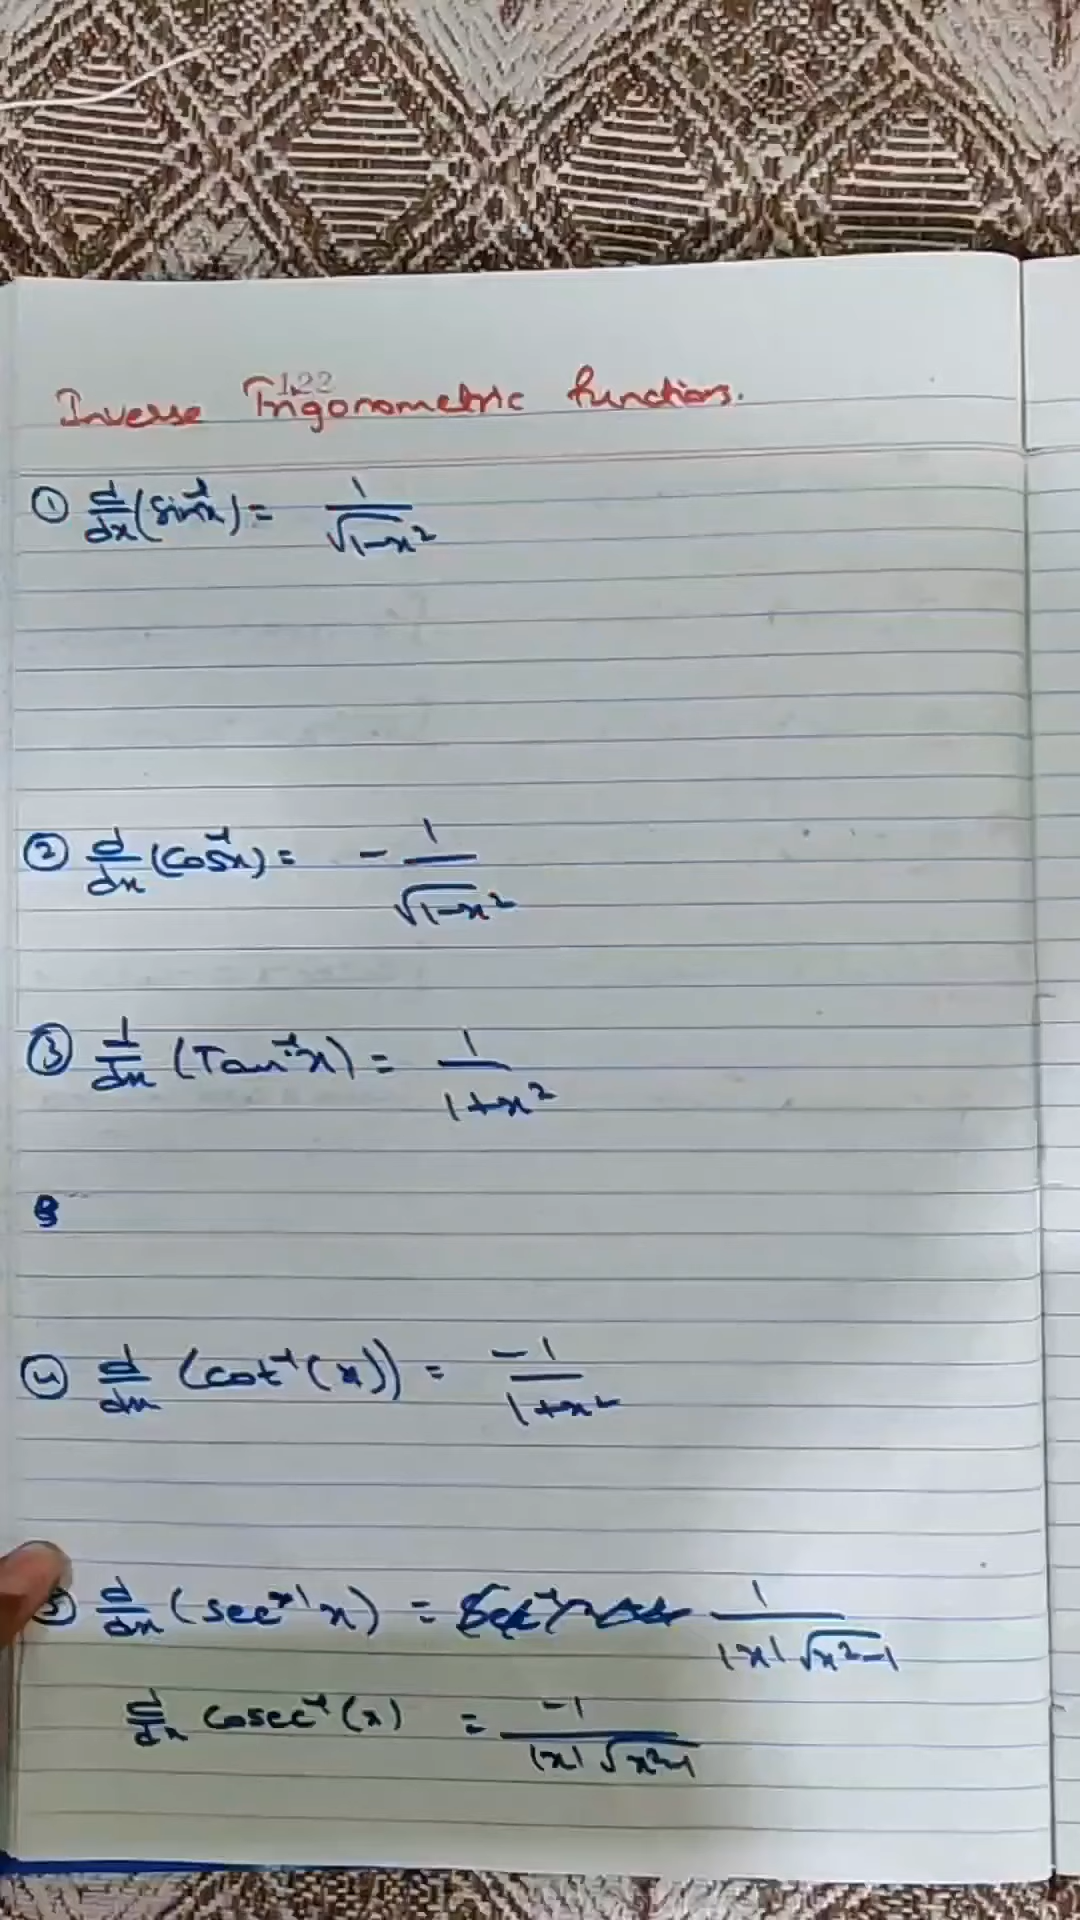 122
Inverse Trigonometric functions.
① d/dx (sin⁻¹x) = 1/√1-x²
② d/dx (cos⁻¹x) = - 1/√1-x²
③ 1/dx (Tan⁻¹x) = 1/1+x²
④ d/dx (cot⁻¹(x)) = -1/1+x²
5 d/dx (sec⁻¹x) = 1/|x|√x²-1
d/dx cosec⁻¹(x) = -1/|x|√x²-1